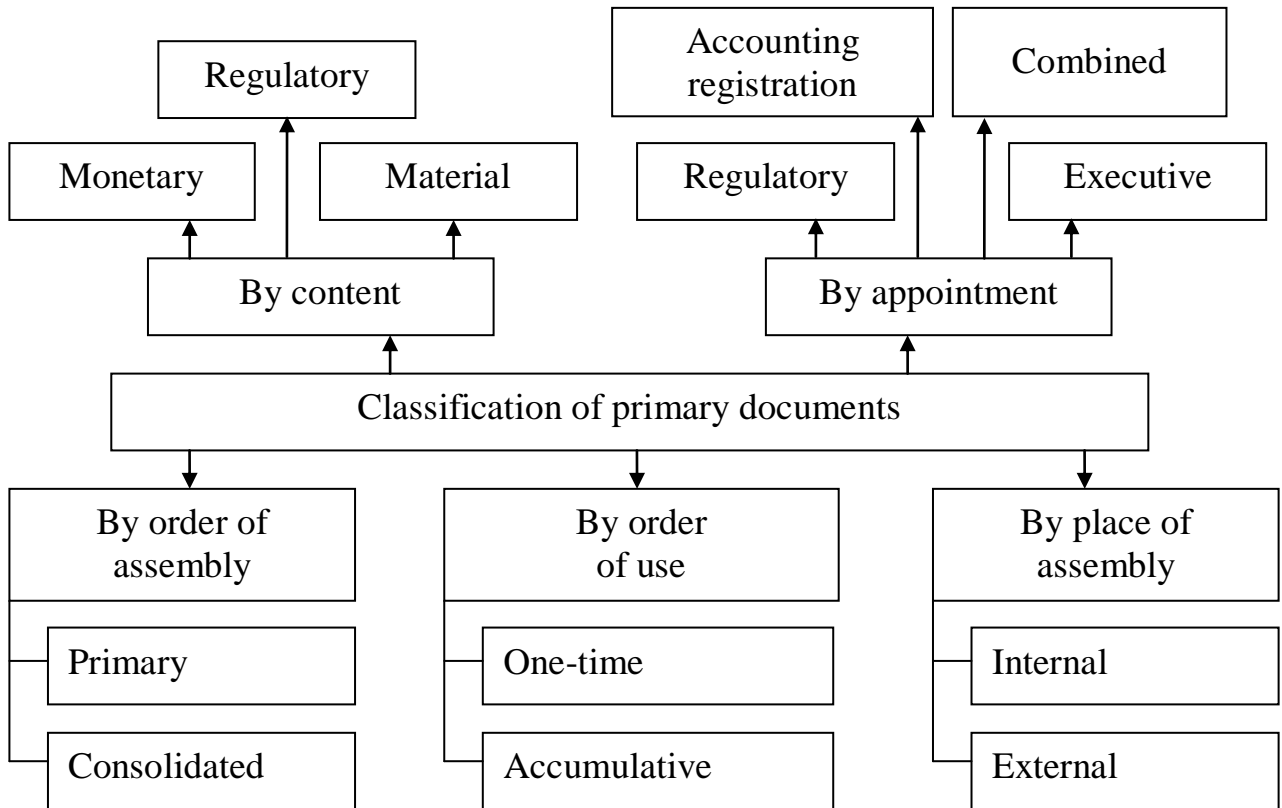 Accounting
registration
Combined
Regulatory
Monetary
Material
Regulatory
Executive
By content
By appointment
Classification of primary documents
By order of
assembly
By order
of use
By place of
assembly
Primary
One-time
Internal
Consolidated
Accumulative
External